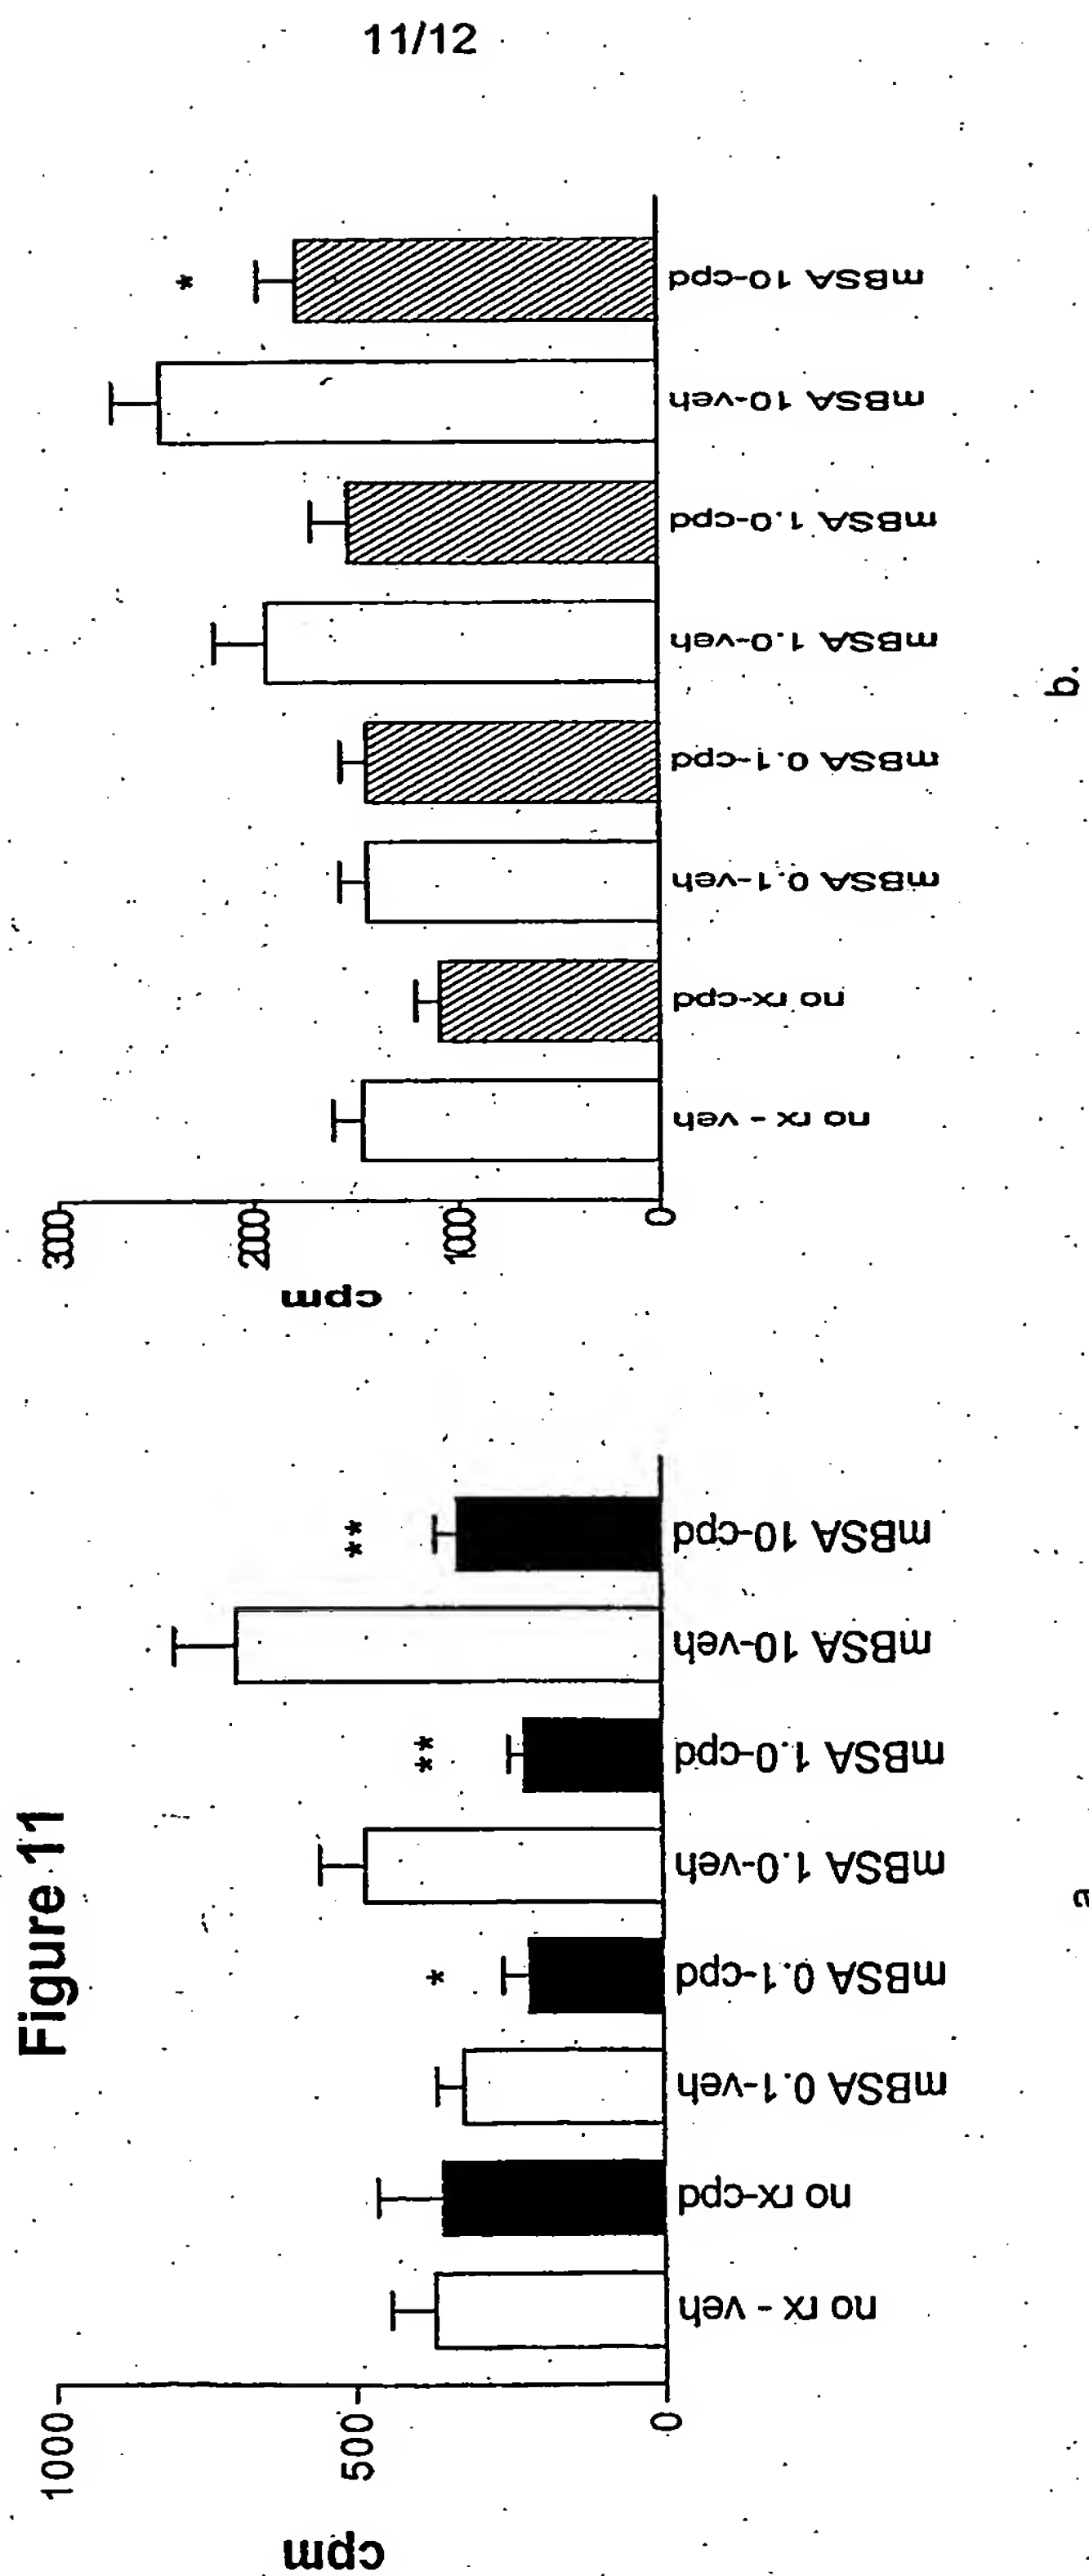 11/12
Figure 11
cpm
1000
500
0
no rx - veh
no rx-cpd
mBSA 0.1-veh
*
mBSA 0.1-cpd
mBSA 1.0-veh
**
mBSA 1.0-cpd
mBSA 10-veh
**
mBSA 10-cpd
a
cpm
3000
2000
1000
0
no rx - veh
no rx-cpd
mBSA 0.1-veh
mBSA 0.1-cpd
mBSA 1.0-veh
mBSA 1.0-cpd
mBSA 10-veh
*
mBSA 10-cpd
b.